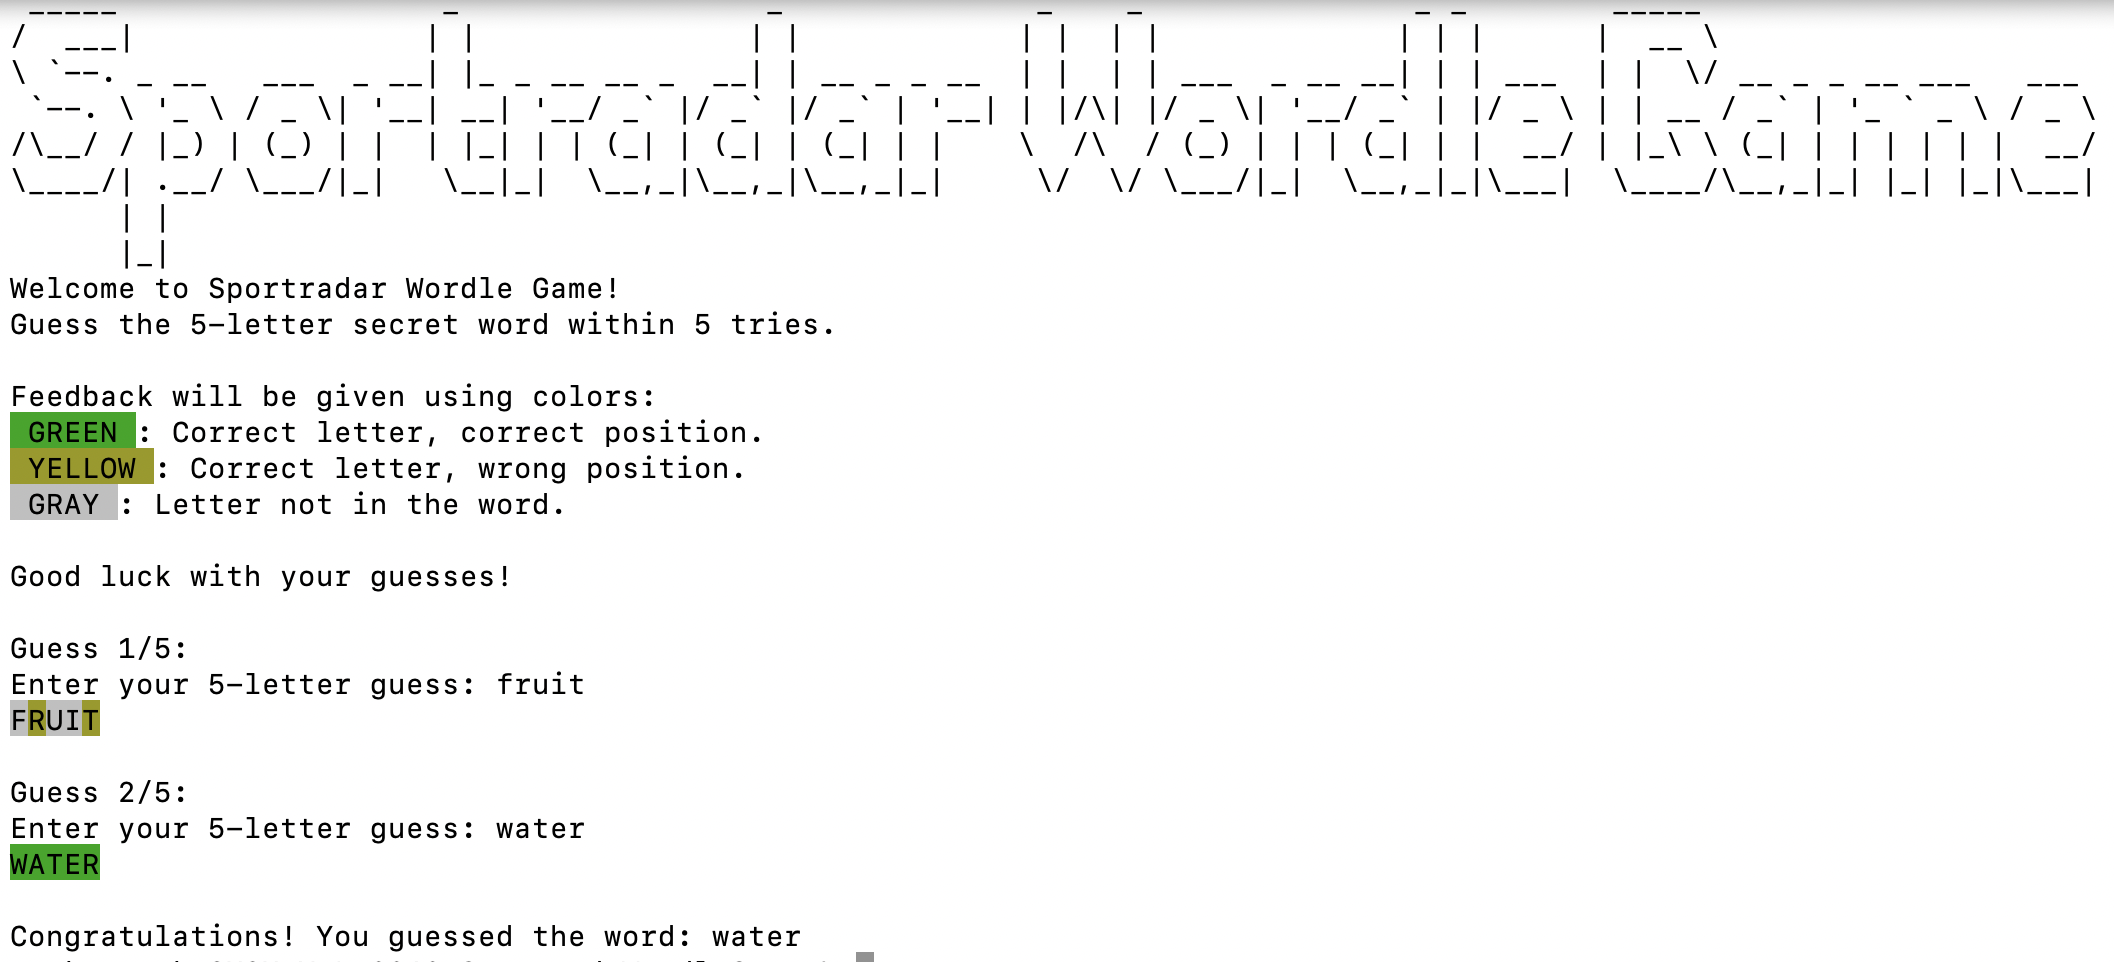 Sportradar Wordle Game
Welcome to Sportradar Wordle Game!
Guess the 5-letter secret word within 5 tries.
Feedback will be given using colors:
GREEN : Correct letter, correct position.
YELLOW : Correct letter, wrong position.
GRAY : Letter not in the word.
Good luck with your guesses!
Guess 1/5:
Enter your 5-letter guess: fruit
FRUIT
Guess 2/5:
Enter your 5-letter guess: water
WATER
Congratulations! You guessed the word: water